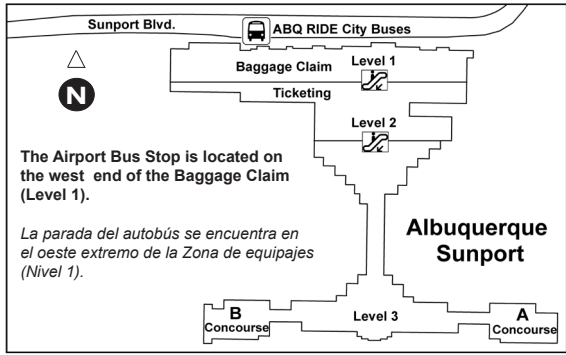 Sunport Blvd.
ABQ RIDE City Buses
Baggage Claim
Level 1
Ticketing
N
Level 2
The Airport Bus Stop is located on
the west end of the Baggage Claim
(Level 1).
La parada del autobús se encuentra en
el oeste extremo de la Zona de equipajes
(Nivel 1).
Albuquerque
Sunport
B
Concourse
Level 3
A
Concourse